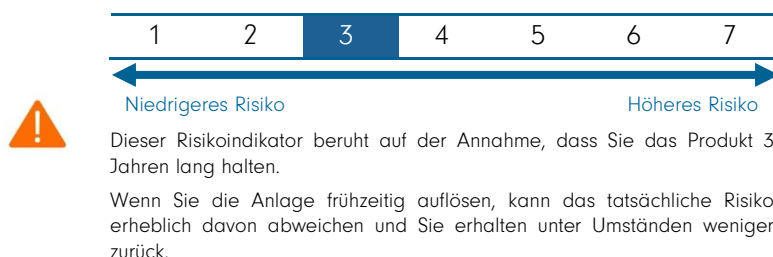 1 2 3 4 5 6 7
Niedrigeres Risiko Höheres Risiko
Dieser Risikoindikator beruht auf der Annahme, dass Sie das Produkt 3
Jahren lang halten.
Wenn Sie die Anlage frühzeitig auflösen, kann das tatsächliche Risiko
erheblich davon abweichen und Sie erhalten unter Umständen weniger
zurück.